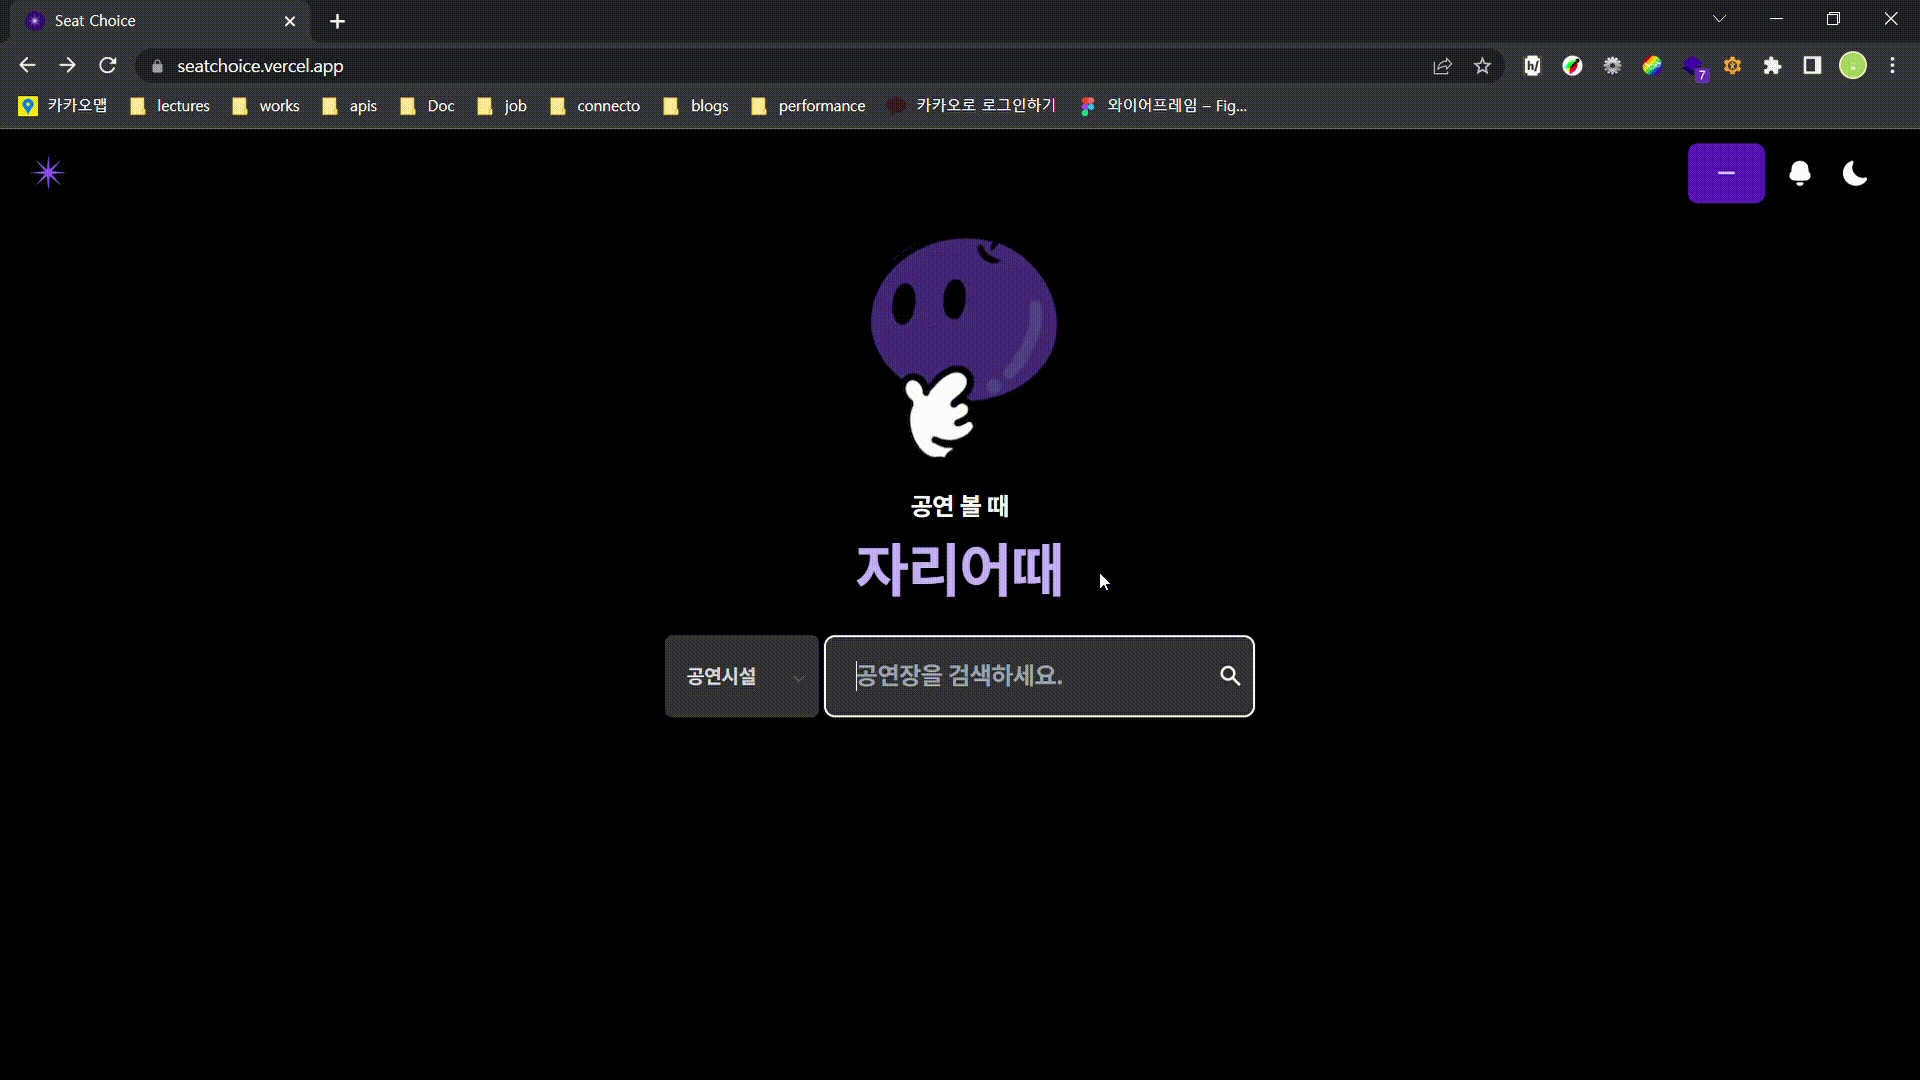 Seat Choice
seatchoice.vercel.app
7
카카오맵 lectures works apis Doc job connecto blogs performance 카카오로 로그인하기 와이어프레임 – Fig...
공연 볼 때
자리어때
공연시설 공연장을 검색하세요.